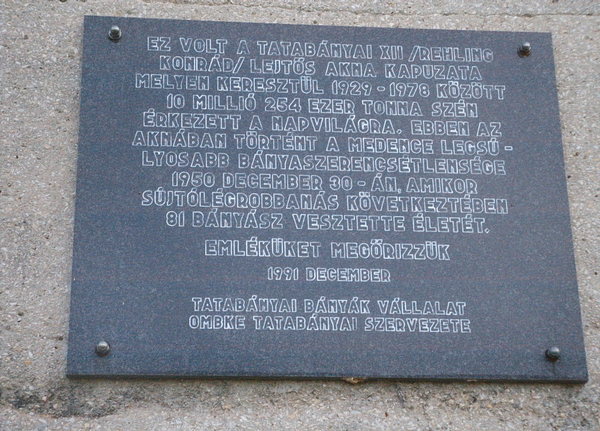 EZ VOLT A TATABÁNYAI XII /REHLING
KONRÁD/ LEJTŐS AKNA KAPUZATA
MELYEN KERESZTÜL 1929 - 1978 KÖZÖTT
10 MILLIÓ 254 EZER TONNA SZÉN
ÉRKEZETT A NAPVILÁGRA. EBBEN AZ
AKNÁBAN TÖRTÉNT A MEDENCE LEGSÚ -
LYOSABB BÁNYASZERENCSÉTLENSÉGE
1950 DECEMBER 30 - ÁN, AMIKOR
SÚJTÓLÉGROBBANÁS KÖVETKEZTÉBEN
81 BÁNYÁSZ VESZTETTE ÉLETÉT.
EMLÉKÜKET MEGŐRIZZÜK
1991 DECEMBER
TATABÁNYAI BÁNYÁK VÁLLALAT
OMBKE TATABÁNYAI SZERVEZETE